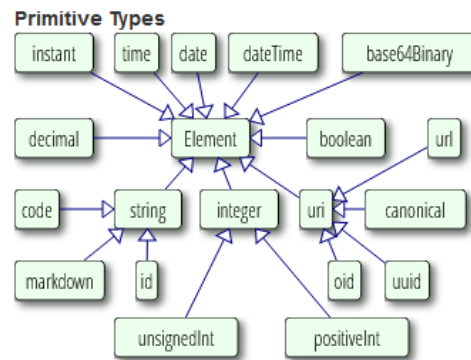 Primitive Types
instant time date dateTime base64Binary
decimal Element boolean url
code string integer uri canonical
markdown id oid uuid
unsignedInt positiveInt